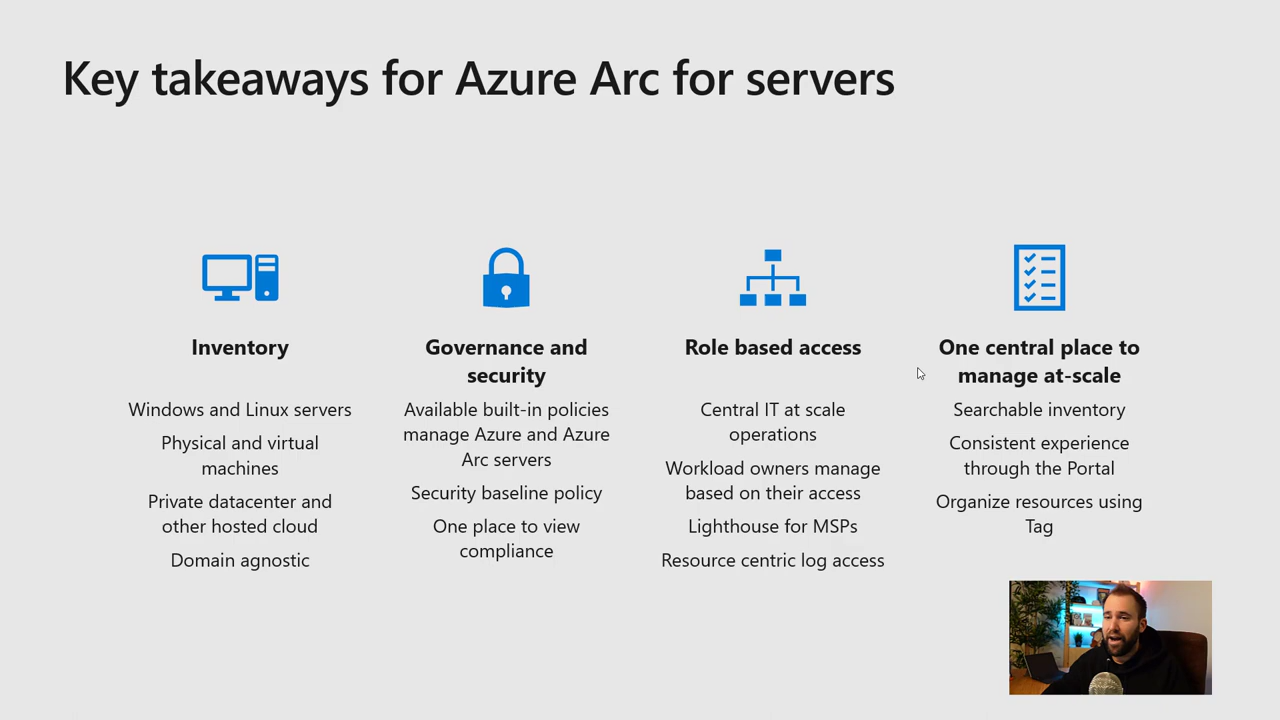 Key takeaways for Azure Arc for servers
Inventory
Windows and Linux servers
Physical and virtual
machines
Private datacenter and
other hosted cloud
Domain agnostic
Governance and
security
Available built-in policies
manage Azure and Azure
Arc servers
Security baseline policy
One place to view
compliance
Role based access
Central IT at scale
operations
Workload owners manage
based on their access
Lighthouse for MSPs
Resource centric log access
One central place to
manage at-scale
Searchable inventory
Consistent experience
through the Portal
Organize resources using
Tag